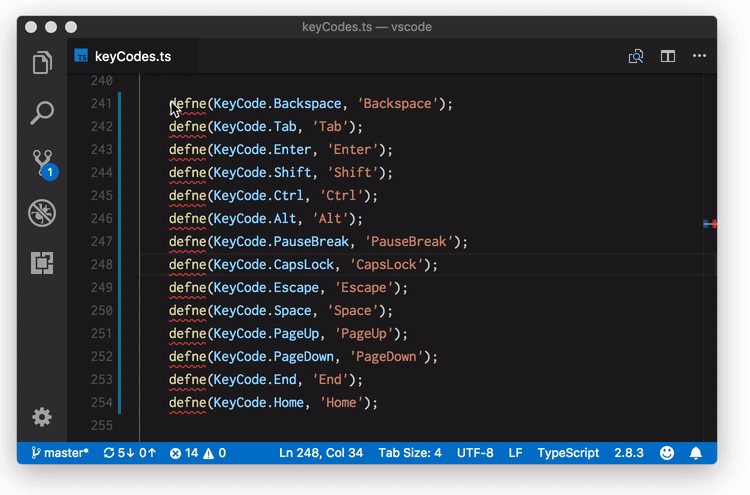 keyCodes.ts — vscode
TS keyCodes.ts
240
241 defne(KeyCode.Backspace, 'Backspace');
242 defne(KeyCode.Tab, 'Tab');
243 defne(KeyCode.Enter, 'Enter');
244 defne(KeyCode.Shift, 'Shift');
245 defne(KeyCode.Ctrl, 'Ctrl');
246 defne(KeyCode.Alt, 'Alt');
247 defne(KeyCode.PauseBreak, 'PauseBreak');
248 defne(KeyCode.CapsLock, 'CapsLock');
249 defne(KeyCode.Escape, 'Escape');
250 defne(KeyCode.Space, 'Space');
251 defne(KeyCode.PageUp, 'PageUp');
252 defne(KeyCode.PageDown, 'PageDown');
253 defne(KeyCode.End, 'End');
254 defne(KeyCode.Home, 'Home');
255
1
master* 5↓ 0↑ 14 0 Ln 248, Col 34 Tab Size: 4 UTF-8 LF TypeScript 2.8.3